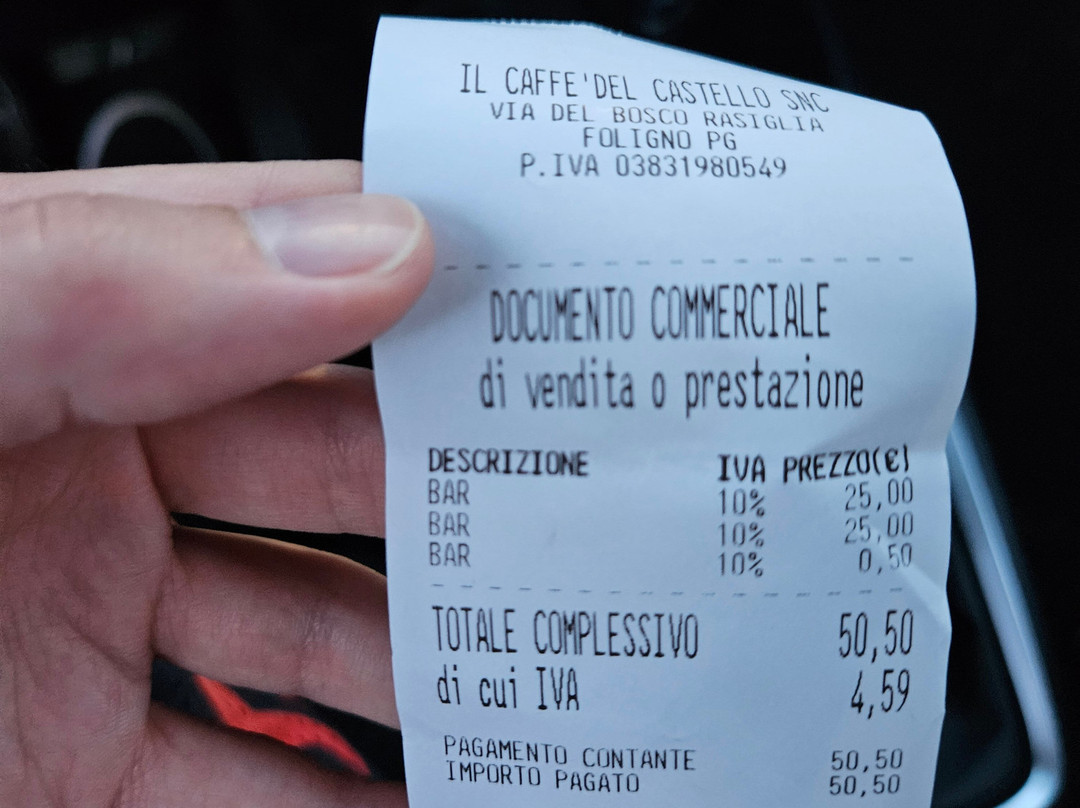 IL CAFFE'DEL CASTELLO SNC
VIA DEL BOSCO RASIGLIA
FOLIGNO PG
P.IVA 03831980549
DOCUMENTO COMMERCIALE
di vendita o prestazione
DESCRIZIONE IVA PREZZO(€)
BAR 10% 25,00
BAR 10% 25,00
BAR 10% 0,50
TOTALE COMPLESSIVO 50,50
di cui IVA 4,59
PAGAMENTO CONTANTE 50,50
IMPORTO PAGATO 50,50